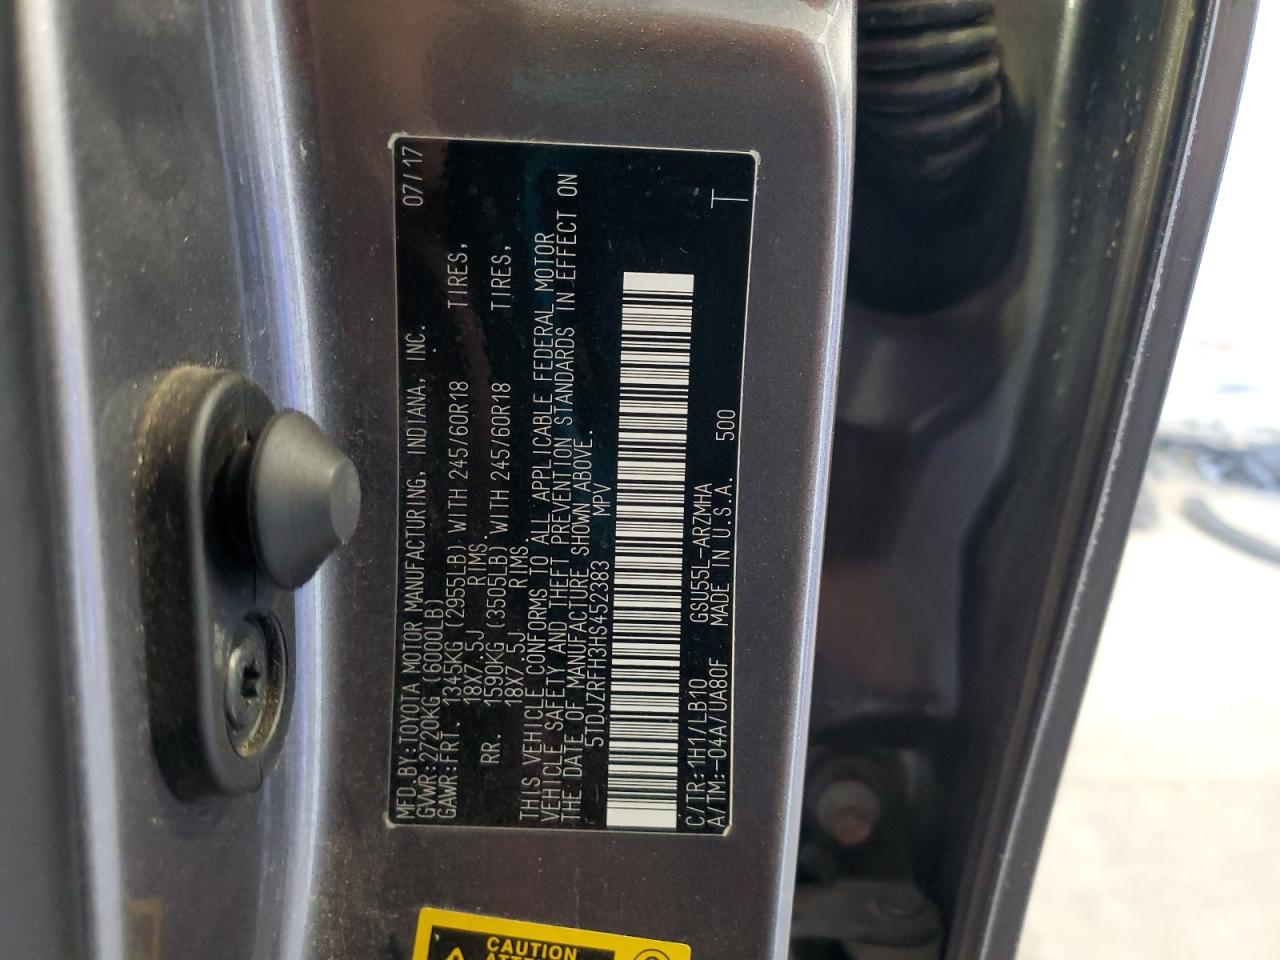 MFD.BY:TOYOTA MOTOR MANUFACTURING, INDIANA, INC. 07/17
GVWR:2720KG (6000LB)
GAWR:FRT. 1345KG (2955LB) WITH 245/60R18 TIRES,
18X7.5J RIMS.
RR. 1590KG (3505LB) WITH 245/60R18 TIRES,
18X7.5J RIMS.
THIS VEHICLE CONFORMS TO ALL APPLICABLE FEDERAL MOTOR
VEHICLE SAFETY AND THEFT PREVENTION STANDARDS IN EFFECT ON
THE DATE OF MANUFACTURE SHOWN ABOVE.
5TDJZRFH3HS452383 MPV
C/TR:1H1/LB10 GSU55L-ARZMHA
A/TM:-04A/UA80F MADE IN U.S.A. 500
T
CAUTION